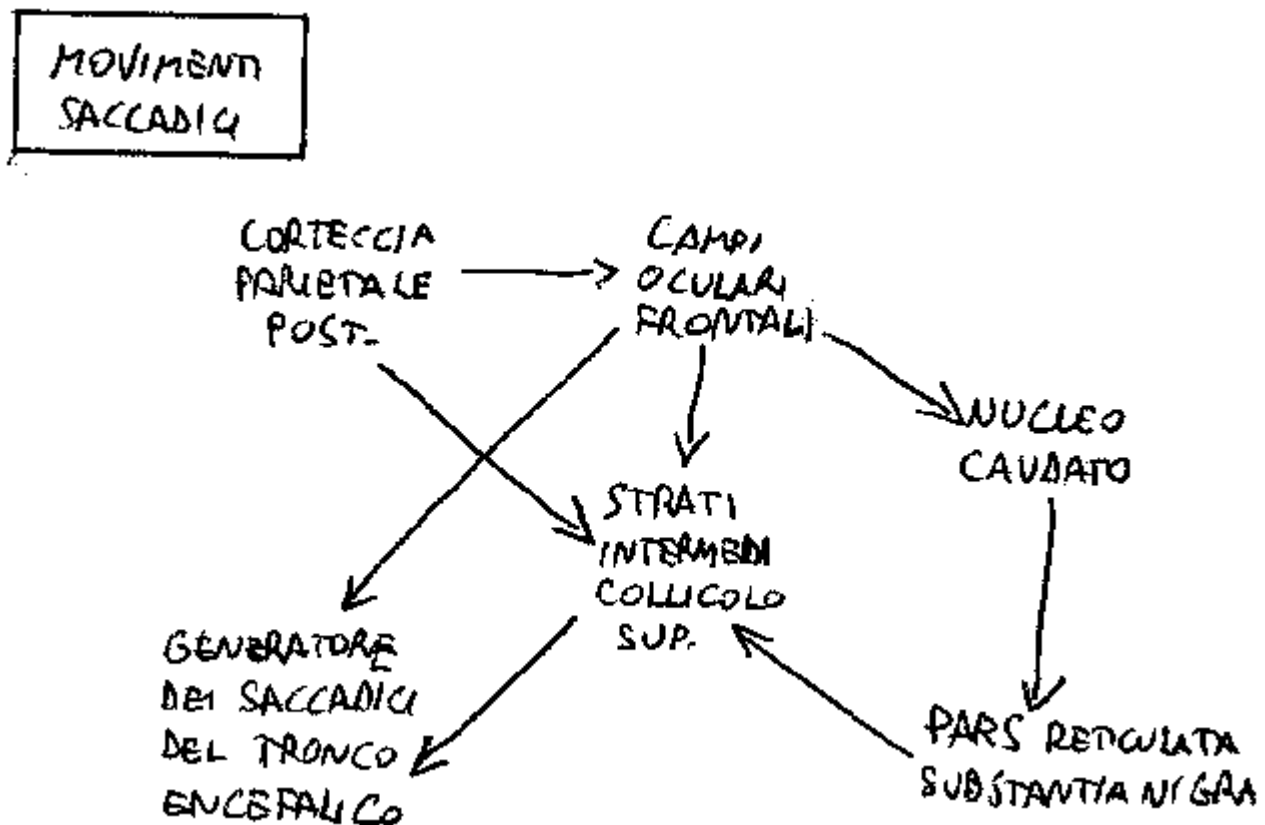 MOVIMENTI
SACCADICI
CORTECCIA
PARIETALE
POST.
CAMPI
OCULARI
FRONTALI
NUCLEO
CAUDATO
STRATI
INTERMEDI
COLLICOLO
SUP.
GENERATORE
DEI SACCADICI
DEL TRONCO
ENCEFALICO
PARS RETICULATA
SUBSTANTIA NIGRA